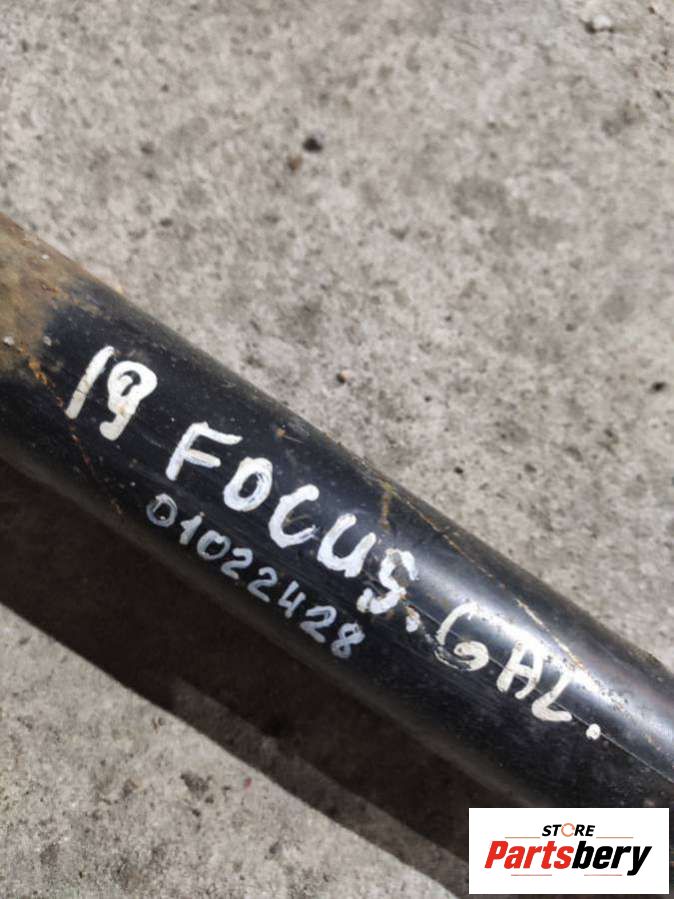 19 FOCUS. GAL.
01022428
STORE
Partsbery